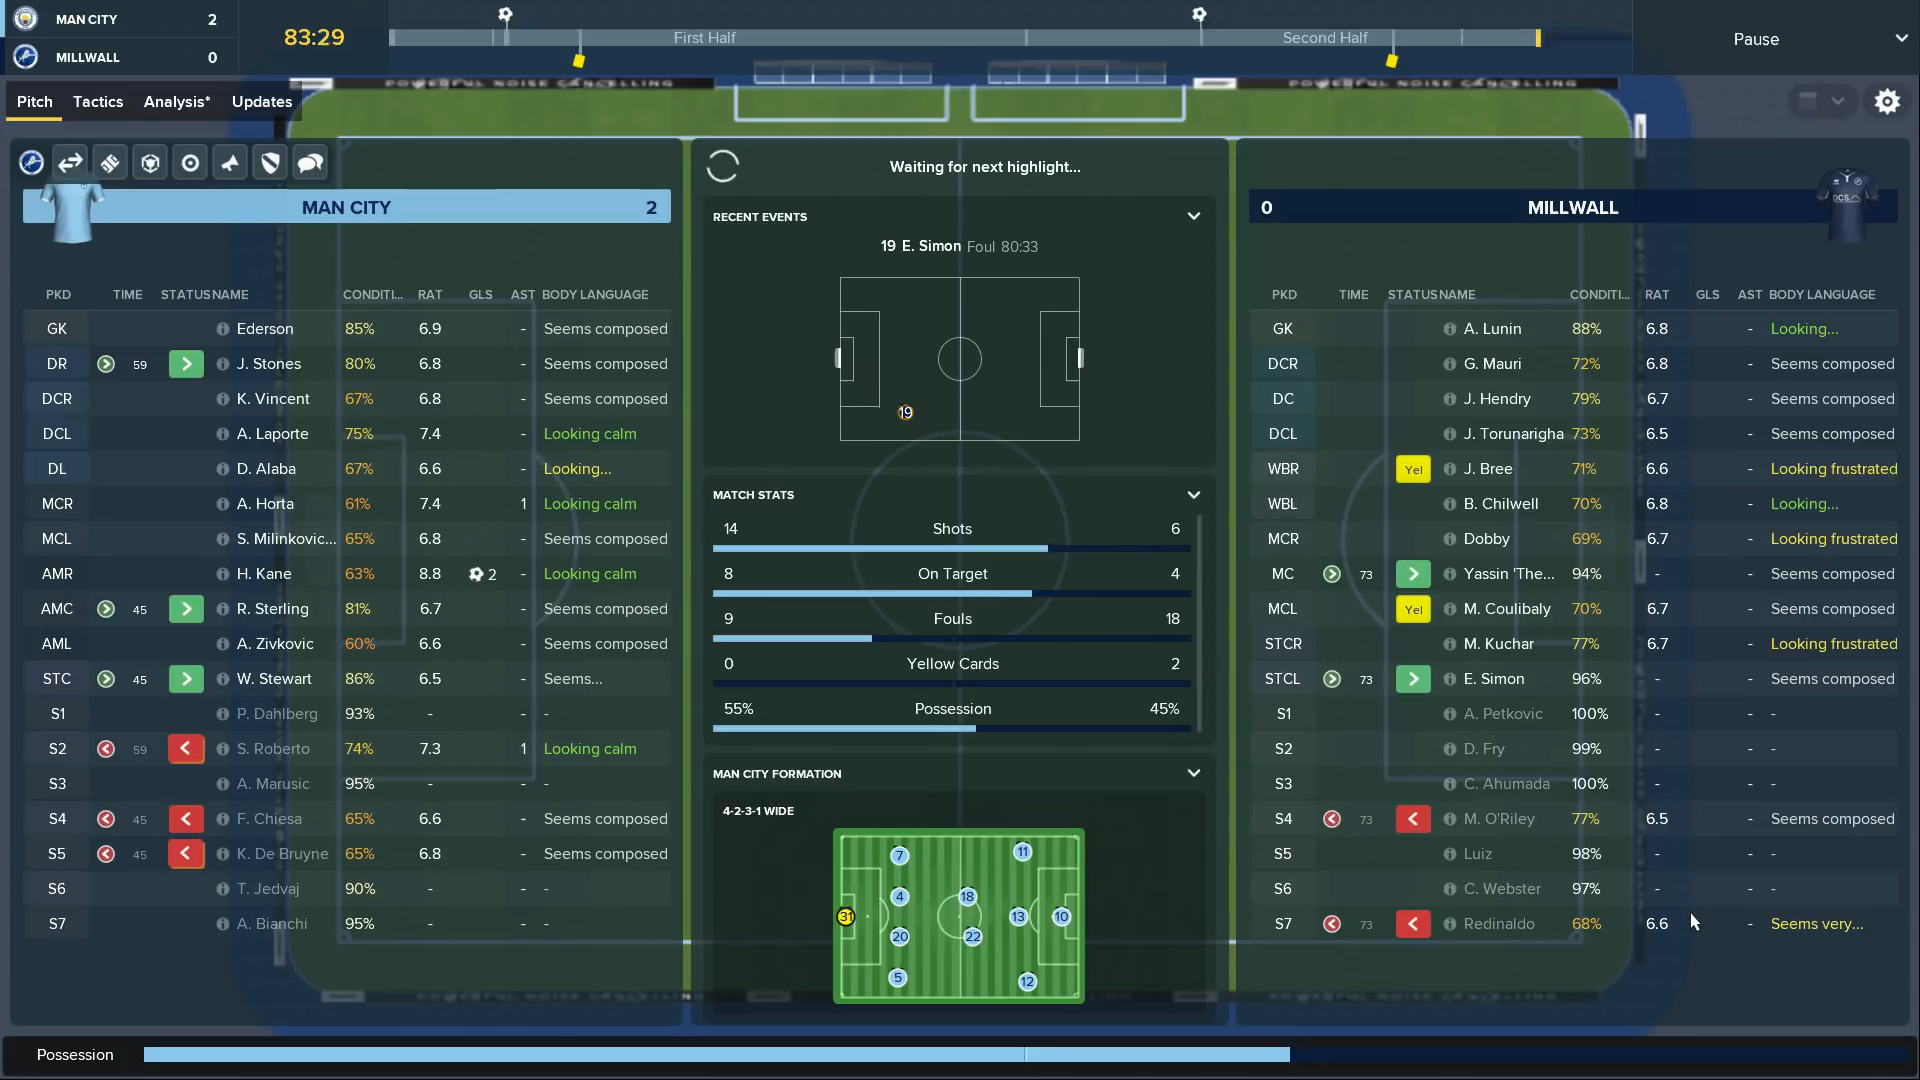 MAN CITY 2
MILLWALL 0
83:29
First Half
Second Half
Pause
POWERFUL NOISE CANCELLING
POWERFUL NOISE CANCELLING
Pitch Tactics Analysis* Updates
MAN CITY 2
PKD TIME STATUS NAME CONDITI... RAT GLS AST BODY LANGUAGE
GK Ederson 85% 6.9 - Seems composed
DR 59 J. Stones 80% 6.8 - Seems composed
DCR K. Vincent 67% 6.8 - Seems composed
DCL A. Laporte 75% 7.4 - Looking calm
DL D. Alaba 67% 6.6 - Looking...
MCR A. Horta 61% 7.4 1 Looking calm
MCL S. Milinkovic... 65% 6.8 - Seems composed
AMR H. Kane 63% 8.8 2 - Looking calm
AMC 45 R. Sterling 81% 6.7 - Seems composed
AML A. Zivkovic 60% 6.6 - Seems composed
STC 45 W. Stewart 86% 6.5 - Seems...
S1 P. Dahlberg 93% - - -
S2 59 S. Roberto 74% 7.3 1 Looking calm
S3 A. Marusic 95% - - -
S4 45 F. Chiesa 65% 6.6 - Seems composed
S5 45 K. De Bruyne 65% 6.8 - Seems composed
S6 T. Jedvaj 90% - - -
S7 A. Bianchi 95% - - -
Waiting for next highlight...
RECENT EVENTS
19 E. Simon Foul 80:33
19
MATCH STATS
14 Shots 6
8 On Target 4
9 Fouls 18
0 Yellow Cards 2
55% Possession 45%
MAN CITY FORMATION
4-2-3-1 WIDE
7 11
4 18
31 13 10
20 22
5 12
0 MILLWALL
DCS
PKD TIME STATUS NAME CONDITI... RAT GLS AST BODY LANGUAGE
GK A. Lunin 88% 6.8 - Looking...
DCR G. Mauri 72% 6.8 - Seems composed
DC J. Hendry 79% 6.7 - Seems composed
DCL J. Torunarigha 73% 6.5 - Seems composed
WBR Yel J. Bree 71% 6.6 - Looking frustrated
WBL B. Chilwell 70% 6.8 - Looking...
MCR Dobby 69% 6.7 - Looking frustrated
MC 73 Yassin 'The... 94% - - Seems composed
MCL Yel M. Coulibaly 70% 6.7 - Seems composed
STCR M. Kuchar 77% 6.7 - Looking frustrated
STCL 73 E. Simon 96% - - Seems composed
S1 A. Petkovic 100% - - -
S2 D. Fry 99% - - -
S3 C. Ahumada 100% - - -
S4 73 M. O'Riley 77% 6.5 - Seems composed
S5 Luiz 98% - - -
S6 C. Webster 97% - - -
S7 73 Redinaldo 68% 6.6 - Seems very...
Possession